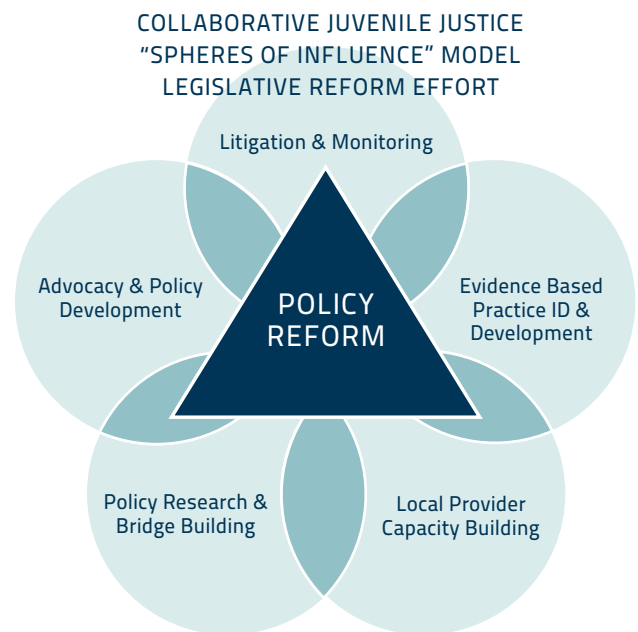 COLLABORATIVE JUVENILE JUSTICE
“SPHERES OF INFLUENCE” MODEL
LEGISLATIVE REFORM EFFORT
Litigation & Monitoring
Advocacy & Policy
Development
POLICY
REFORM
Evidence Based
Practice ID &
Development
Policy Research &
Bridge Building
Local Provider
Capacity Building